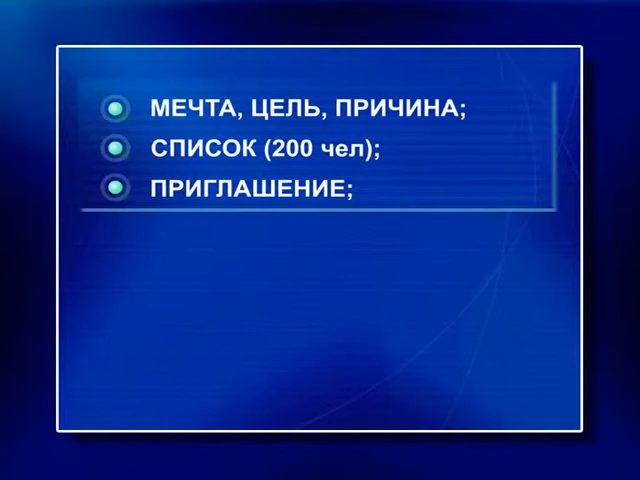 МЕЧТА, ЦЕЛЬ, ПРИЧИНА;
СПИСОК (200 чел);
ПРИГЛАШЕНИЕ;